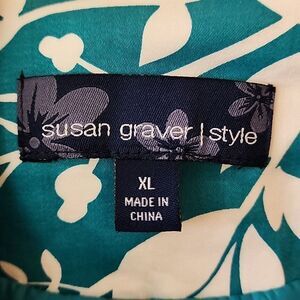 susan graver | style
XL
MADE IN
CHINA